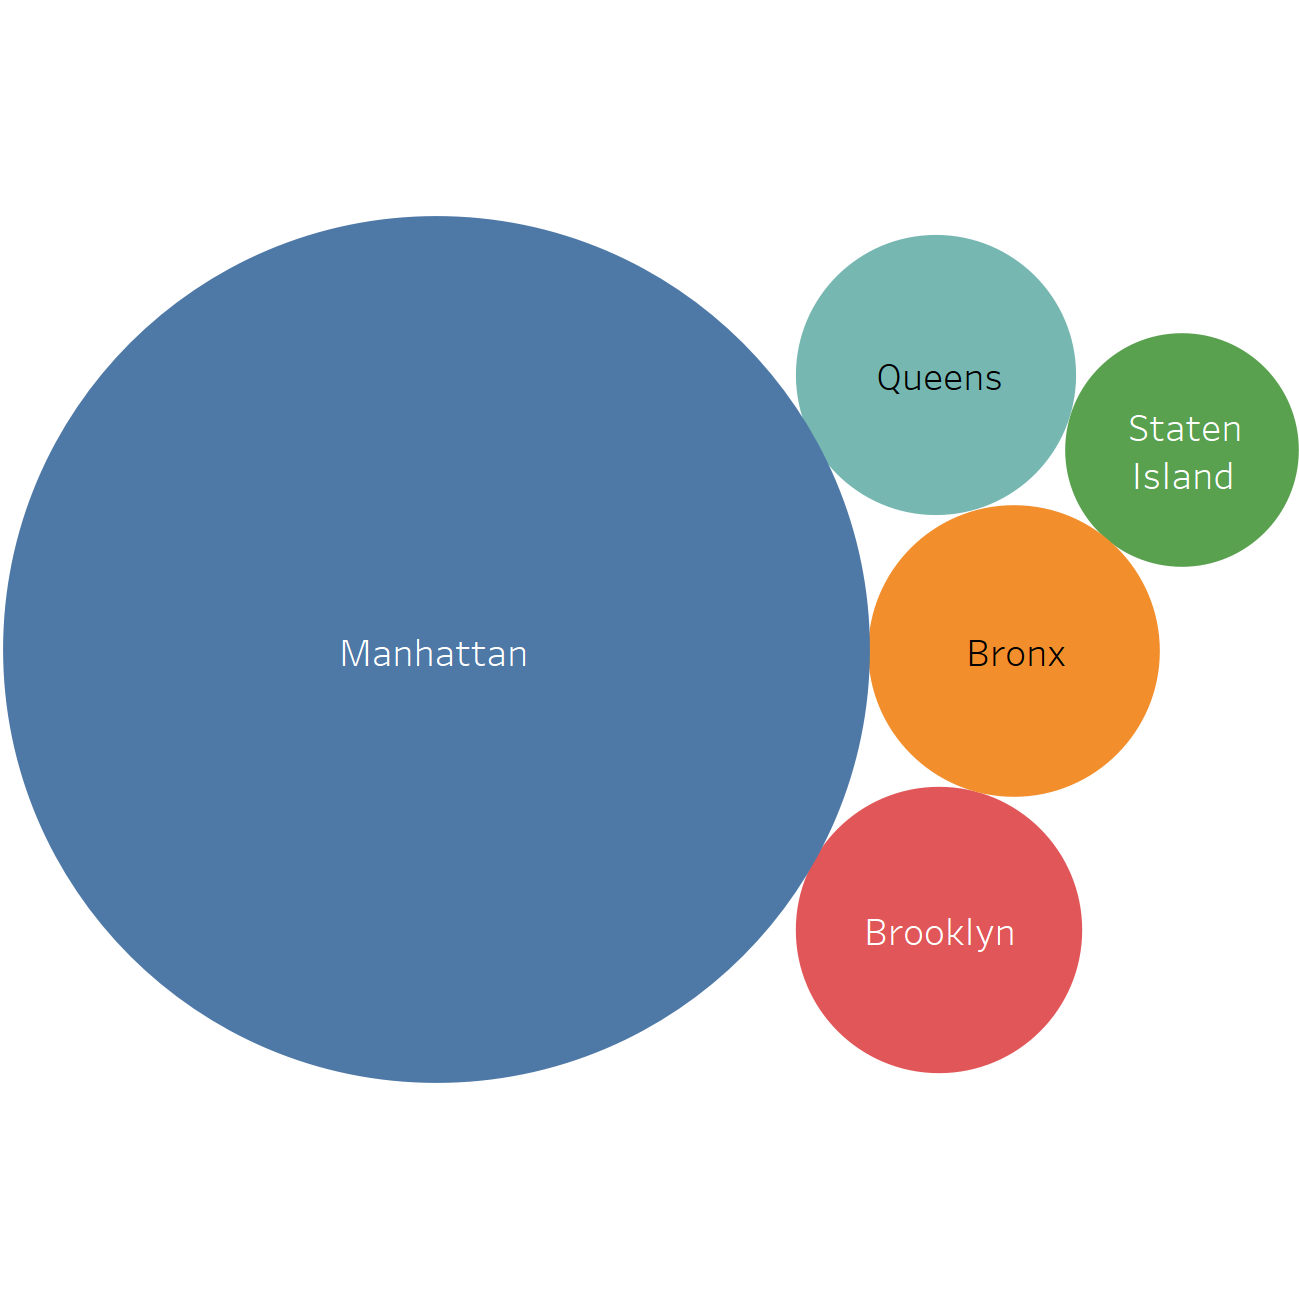 Queens
Staten
Island
Manhattan
Bronx
Brooklyn